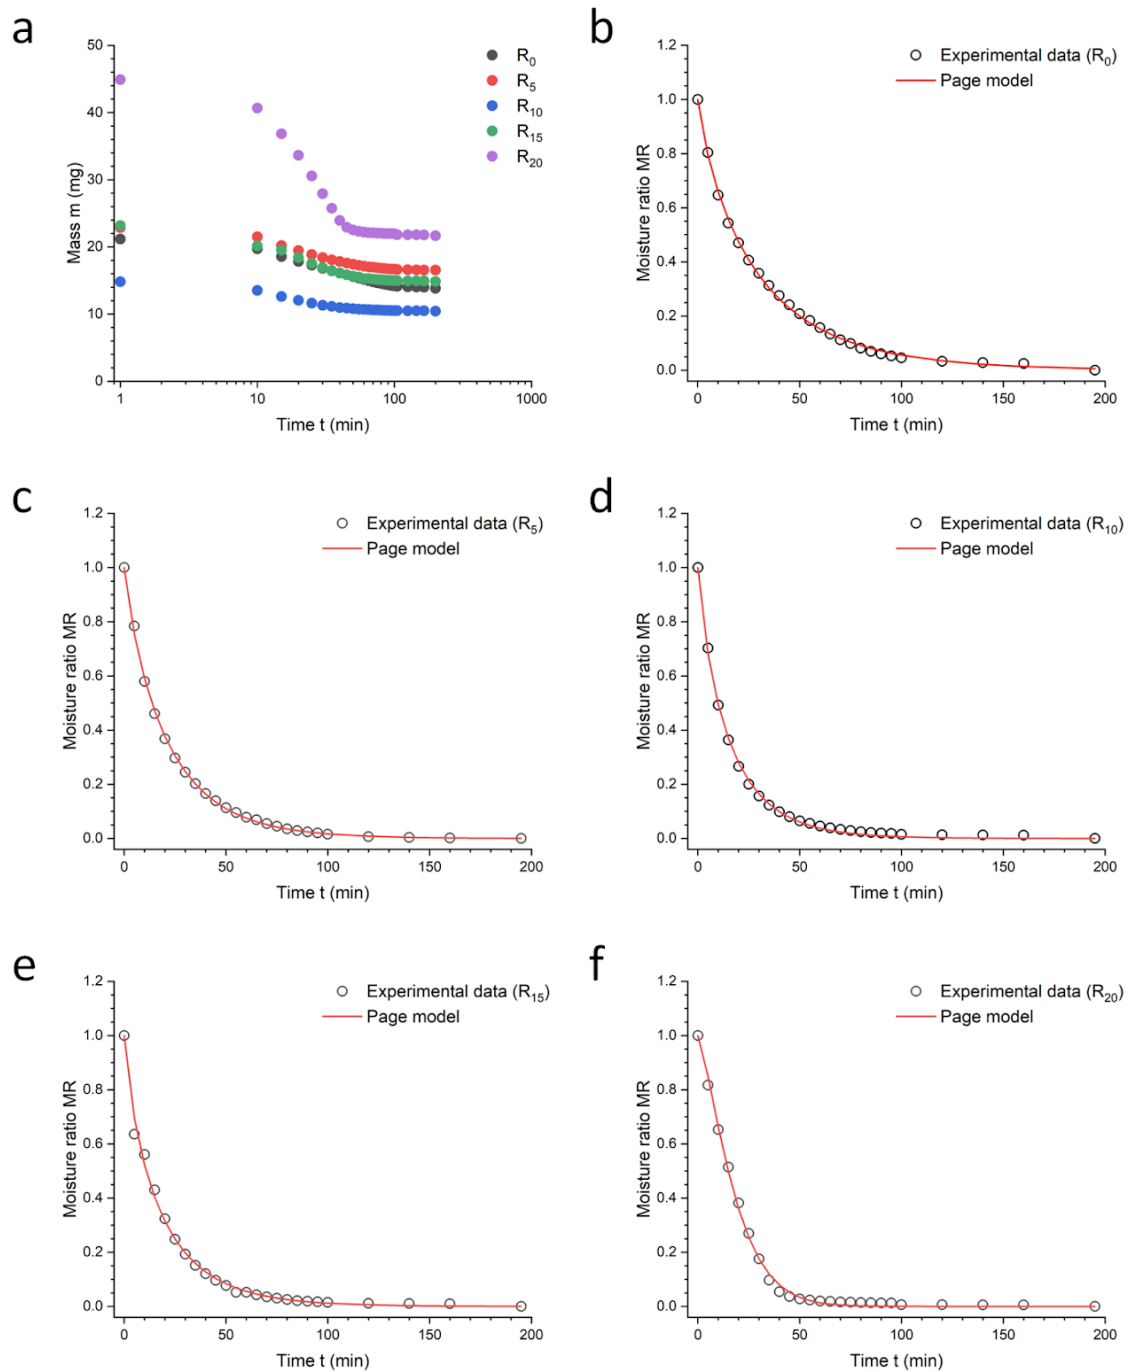 a
50
40
30
20
10
0
Mass m (mg)
1
10
100
1000
Time t (min)
R₀
R₅
R₁₀
R₁₅
R₂₀
b
1.2
1.0
0.8
0.6
0.4
0.2
0.0
Moisture ratio MR
0
50
100
150
200
Time t (min)
Experimental data (R₀)
Page model
c
1.2
1.0
0.8
0.6
0.4
0.2
0.0
Moisture ratio MR
0
50
100
150
200
Time t (min)
Experimental data (R₅)
Page model
d
1.2
1.0
0.8
0.6
0.4
0.2
0.0
Moisture ratio MR
0
50
100
150
200
Time t (min)
Experimental data (R₁₀)
Page model
e
1.2
1.0
0.8
0.6
0.4
0.2
0.0
Moisture ratio MR
0
50
100
150
200
Time t (min)
Experimental data (R₁₅)
Page model
f
1.2
1.0
0.8
0.6
0.4
0.2
0.0
Moisture ratio MR
0
50
100
150
200
Time t (min)
Experimental data (R₂₀)
Page model